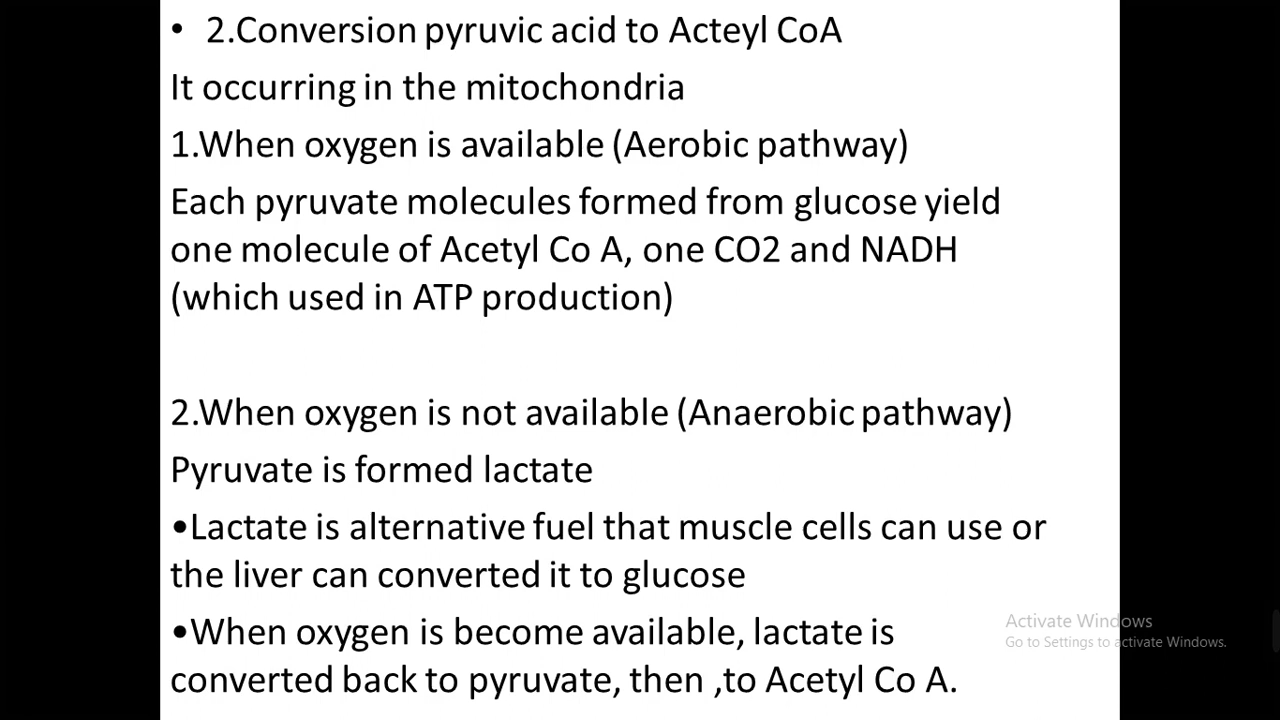 • 2.Conversion pyruvic acid to Acteyl CoA
It occurring in the mitochondria
1.When oxygen is available (Aerobic pathway)
Each pyruvate molecules formed from glucose yield
one molecule of Acetyl Co A, one CO2 and NADH
(which used in ATP production)
2.When oxygen is not available (Anaerobic pathway)
Pyruvate is formed lactate
•Lactate is alternative fuel that muscle cells can use or
the liver can converted it to glucose
•When oxygen is become available, lactate is
converted back to pyruvate, then ,to Acetyl Co A.
Activate Windows
Go to Settings to activate Windows.